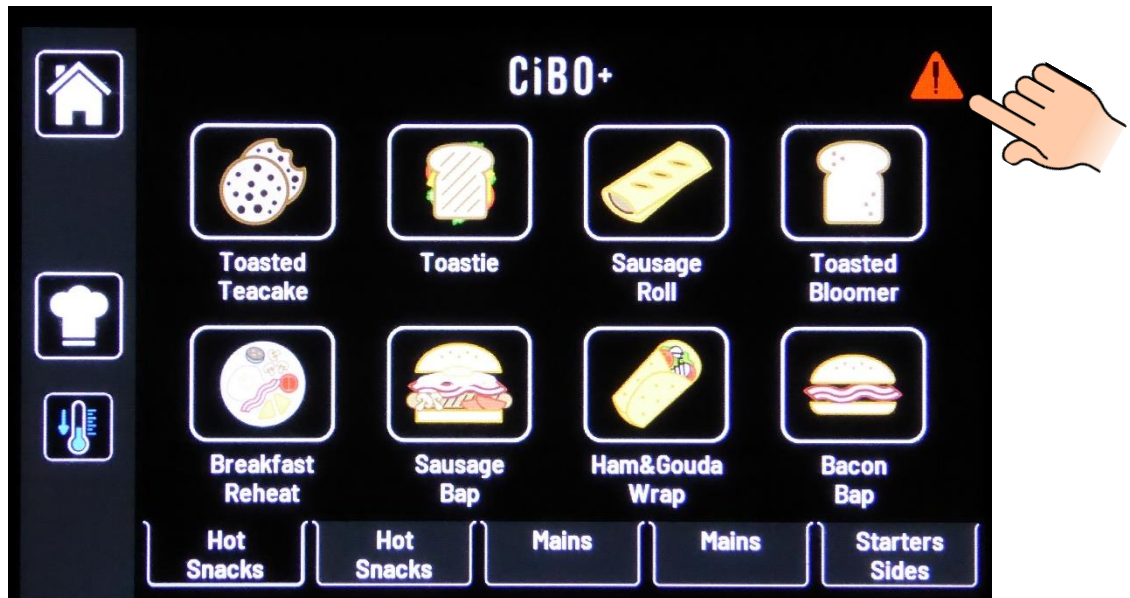 CiBO+
!
Toasted
Teacake
Toastie
Sausage
Roll
Toasted
Bloomer
Breakfast
Reheat
Sausage
Bap
Ham&Gouda
Wrap
Bacon
Bap
Hot
Snacks
Hot
Snacks
Mains
Mains
Starters
Sides